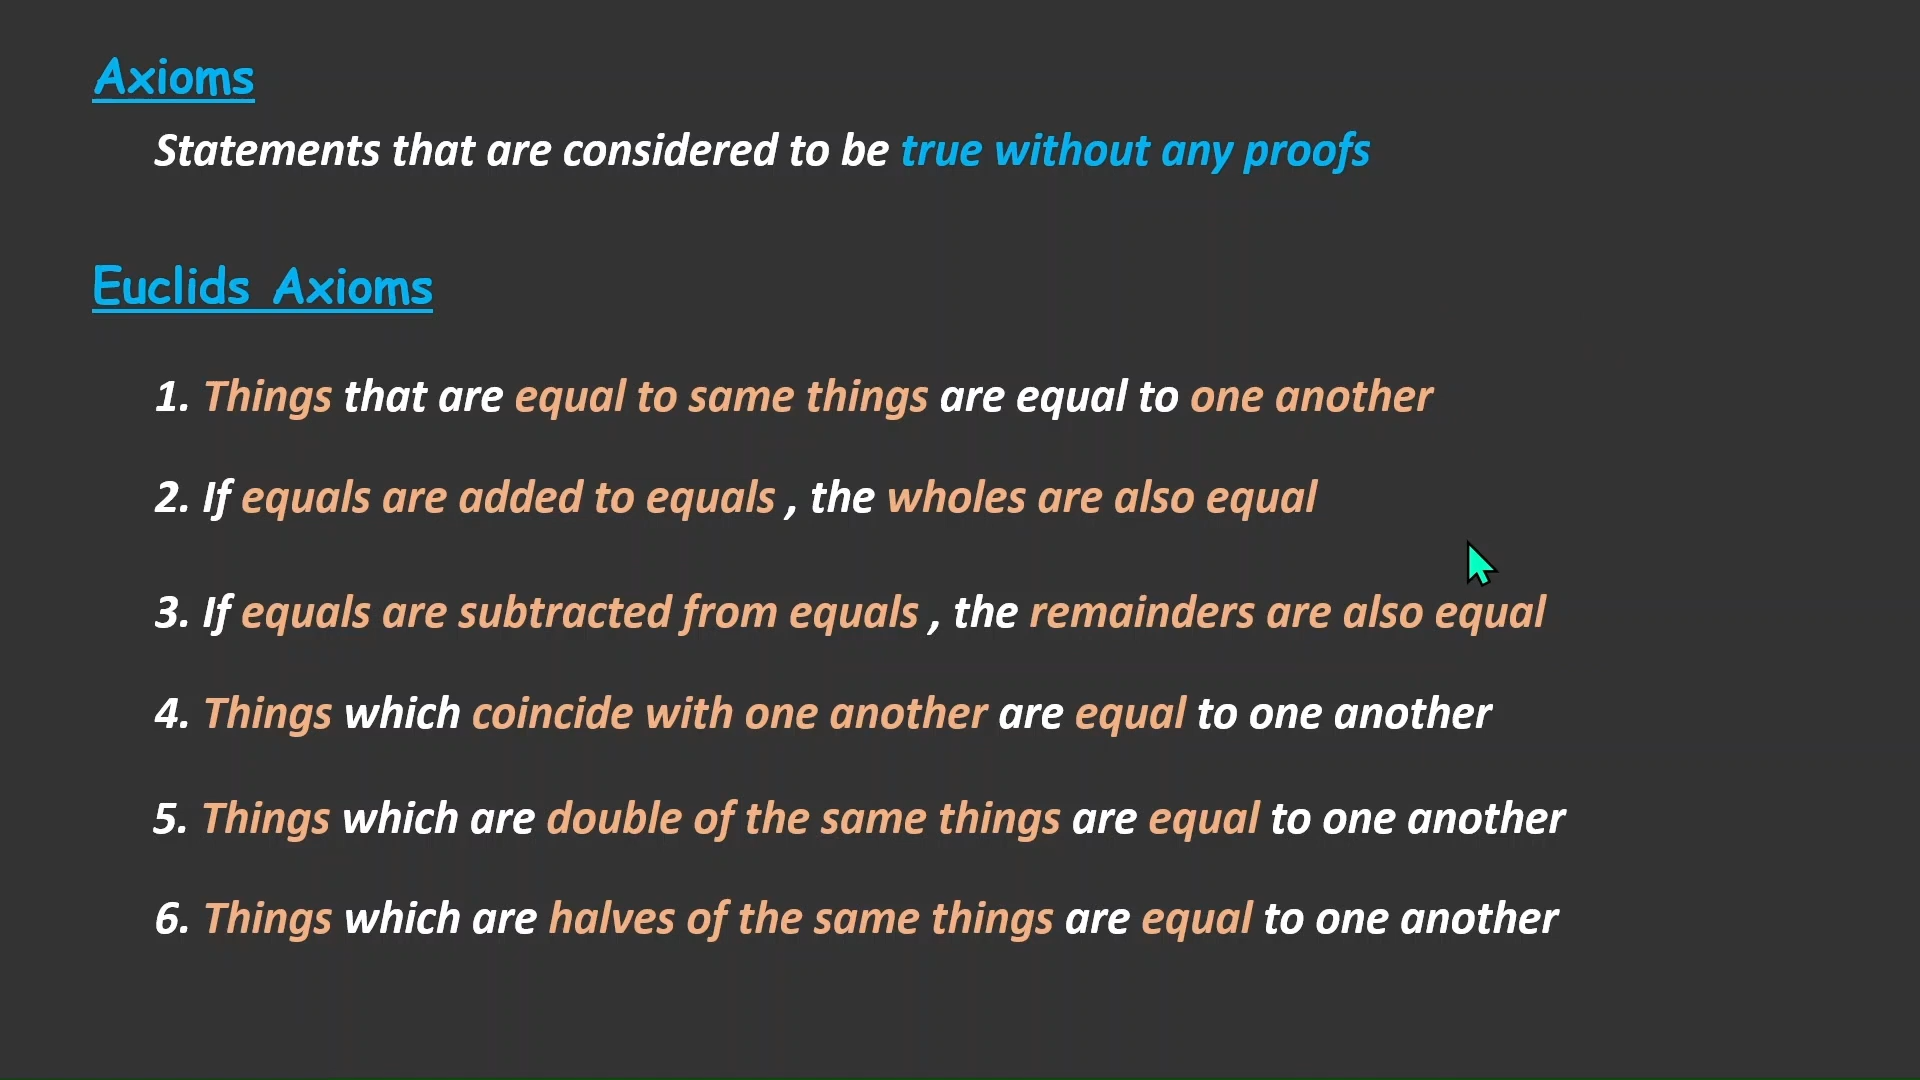 Axioms
Statements that are considered to be true without any proofs
Euclids Axioms
1. Things that are equal to same things are equal to one another
2. If equals are added to equals , the wholes are also equal
3. If equals are subtracted from equals , the remainders are also equal
4. Things which coincide with one another are equal to one another
5. Things which are double of the same things are equal to one another
6. Things which are halves of the same things are equal to one another